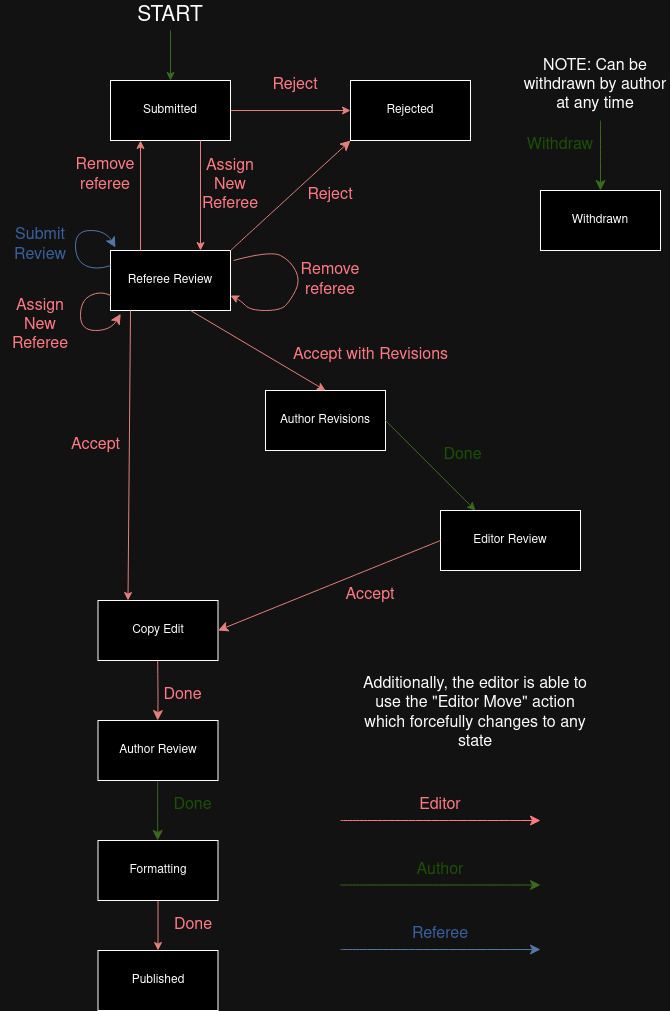 START
NOTE: Can be
withdrawn by author
at any time
Submitted
Reject
Rejected
Withdraw
Remove
referee
Assign
New
Referee
Reject
Withdrawn
Submit
Review
Referee Review
Remove
referee
Assign
New
Referee
Accept with Revisions
Author Revisions
Accept
Done
Editor Review
Accept
Copy Edit
Done
Additionally, the editor is able to
use the "Editor Move" action
which forcefully changes to any
state
Author Review
Done
Editor
Formatting
Author
Done
Referee
Published